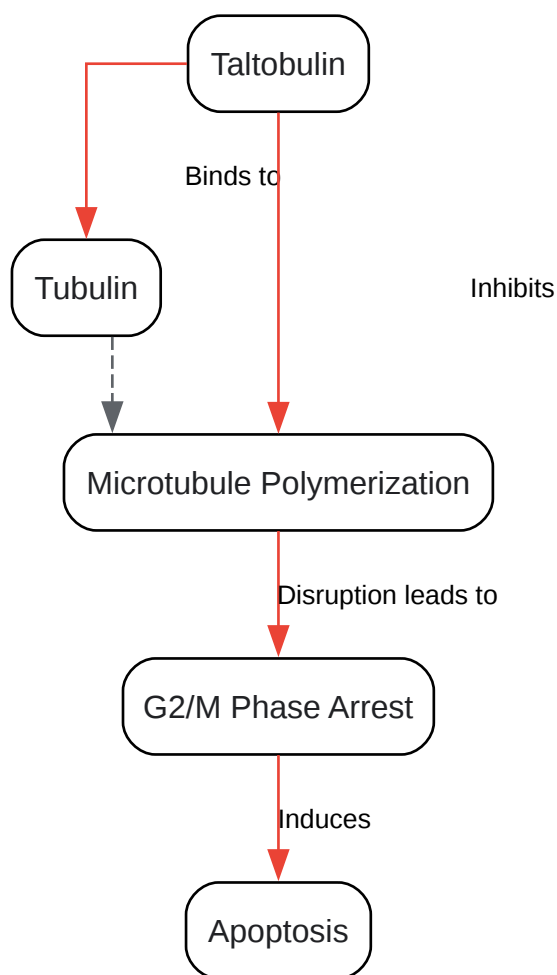 Taltobulin
Binds to
Tubulin
Inhibits
Microtubule Polymerization
Disruption leads to
G2/M Phase Arrest
Induces
Apoptosis